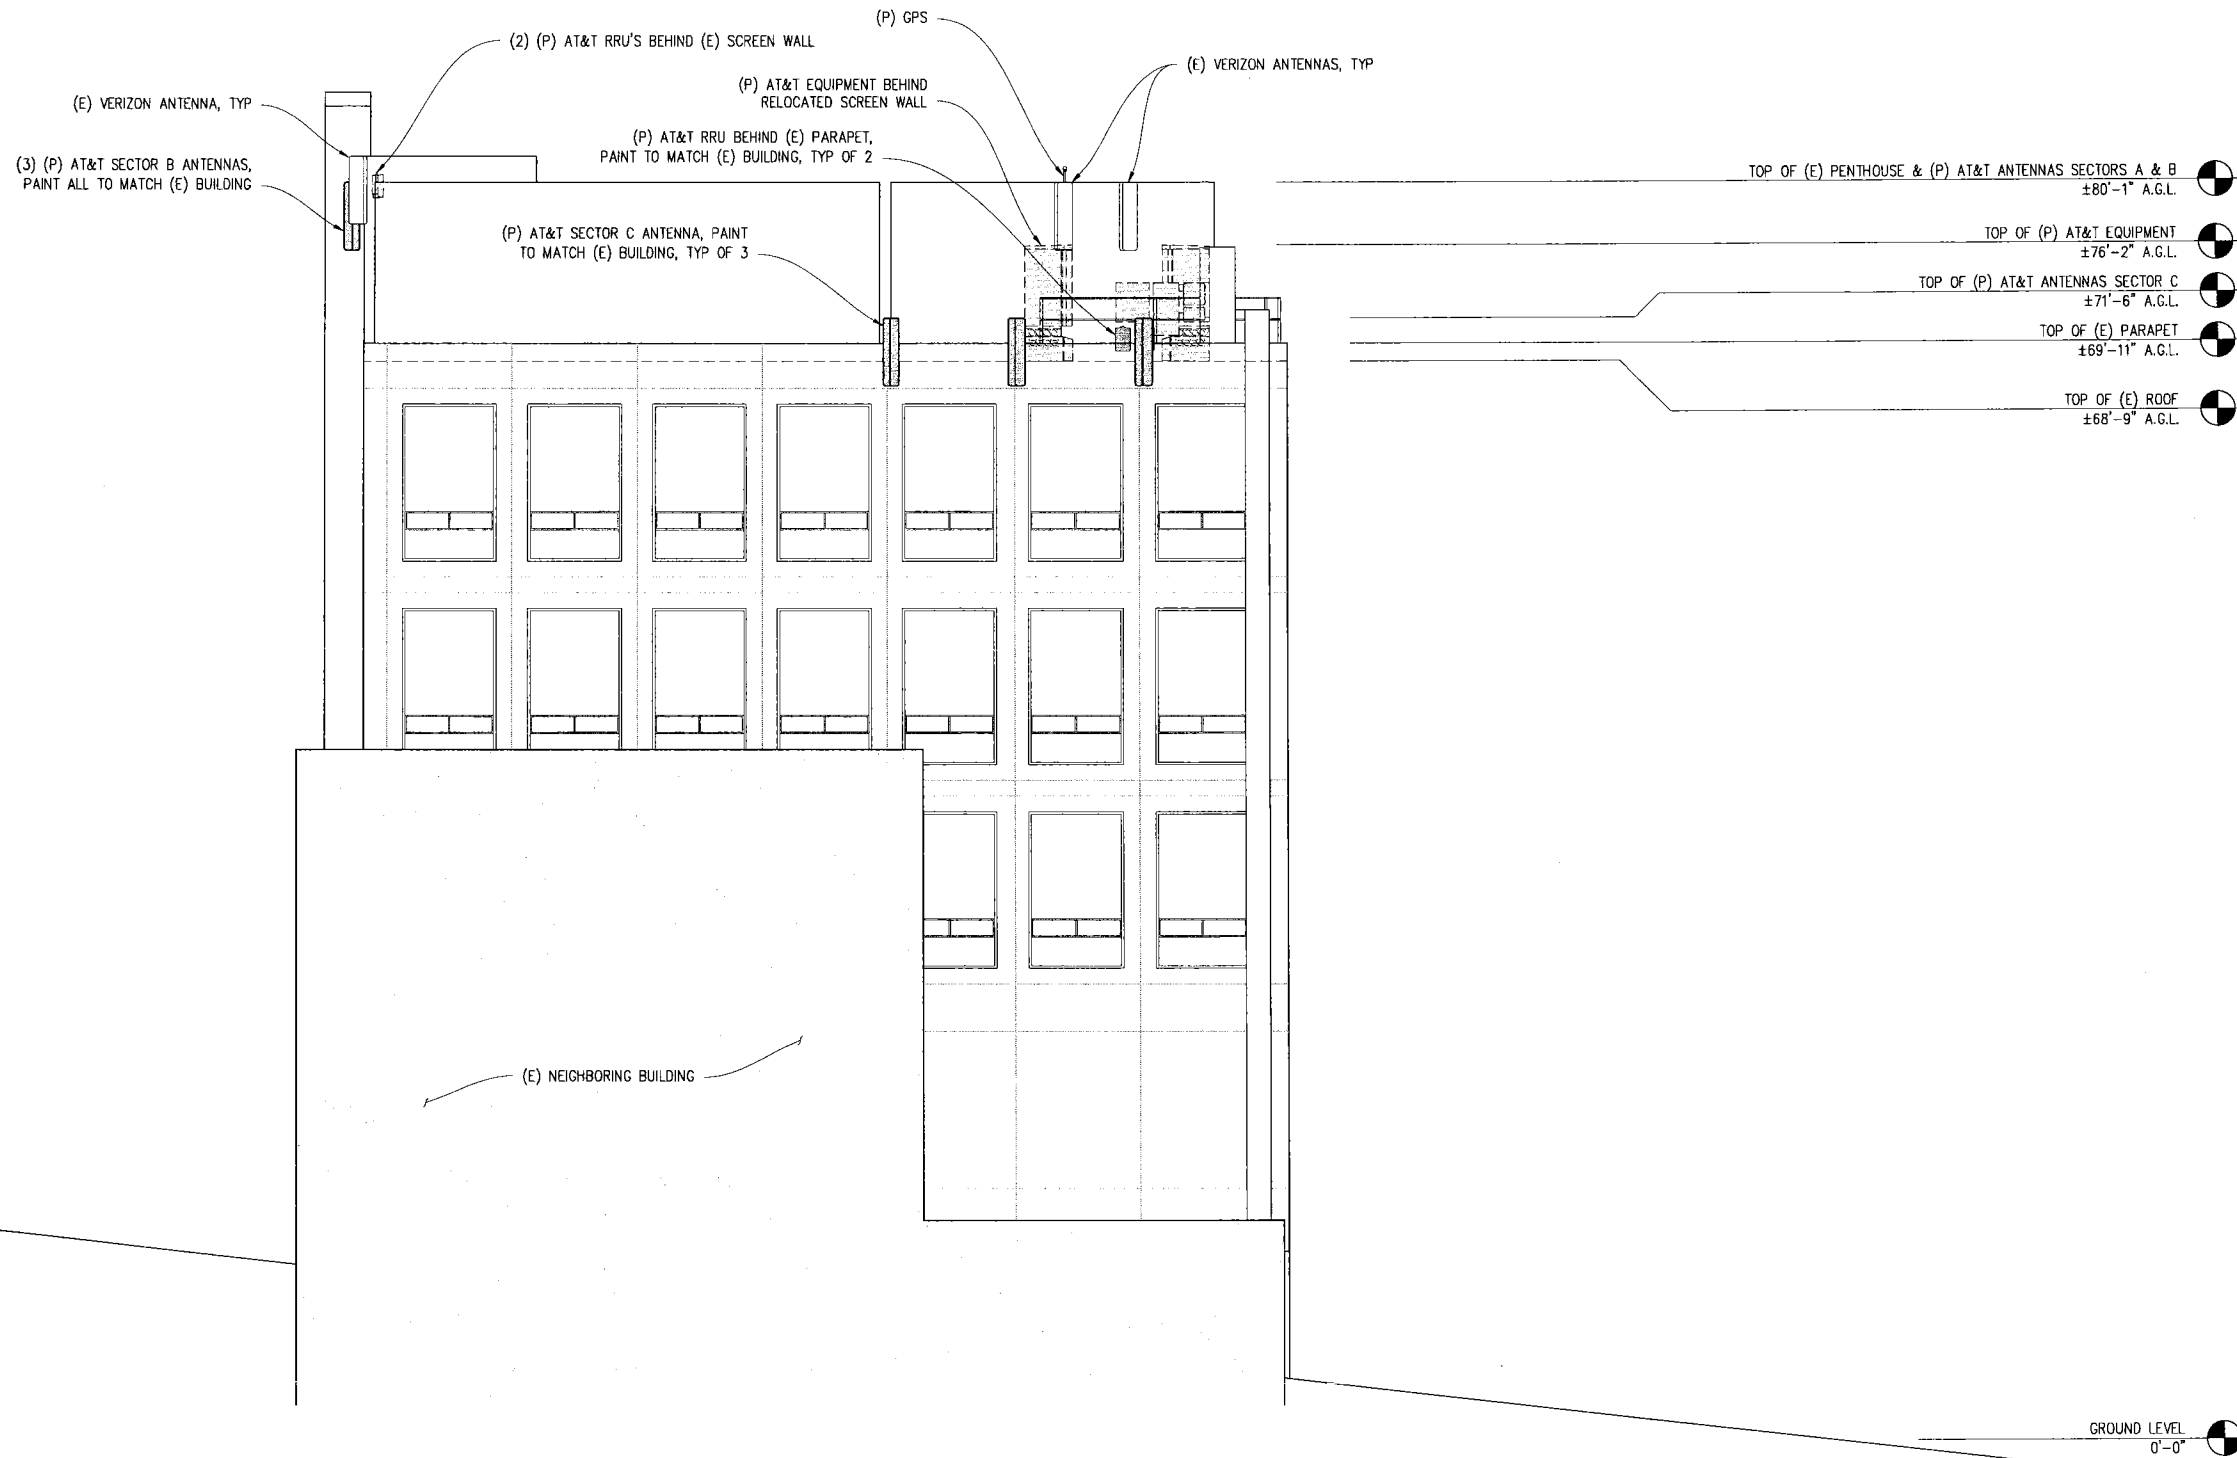 (P) GPS
(2) (P) AT&T RRU'S BEHIND (E) SCREEN WALL
(E) VERIZON ANTENNAS, TYP
(P) AT&T EQUIPMENT BEHIND
RELOCATED SCREEN WALL
(E) VERIZON ANTENNA, TYP
(P) AT&T RRU BEHIND (E) PARAPET,
PAINT TO MATCH (E) BUILDING, TYP OF 2
(3) (P) AT&T SECTOR B ANTENNAS,
PAINT ALL TO MATCH (E) BUILDING
(P) AT&T SECTOR C ANTENNA, PAINT
TO MATCH (E) BUILDING, TYP OF 3
TOP OF (E) PENTHOUSE & (P) AT&T ANTENNAS SECTORS A & B
±80'-1" A.G.L.
TOP OF (P) AT&T EQUIPMENT
±76'-2" A.G.L.
TOP OF (P) AT&T ANTENNAS SECTOR C
±71'-6" A.G.L.
TOP OF (E) PARAPET
±69'-11" A.G.L.
TOP OF (E) ROOF
±68'-9" A.G.L.
(E) NEIGHBORING BUILDING
GROUND LEVEL
0'-0"